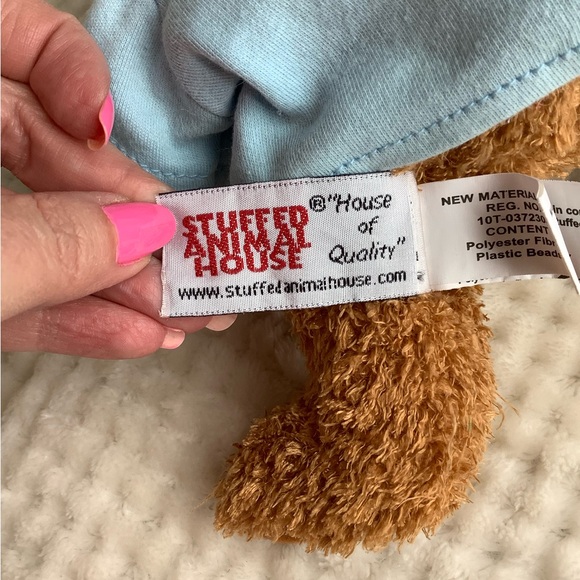 STUFFED
ANIMAL
HOUSE
® "House
of
Quality"
www.stuffedanimalhouse.com
NEW MATERIAL
REG. NO.
10T-037230
CONTENT
Polyester Fib
Plastic Bead